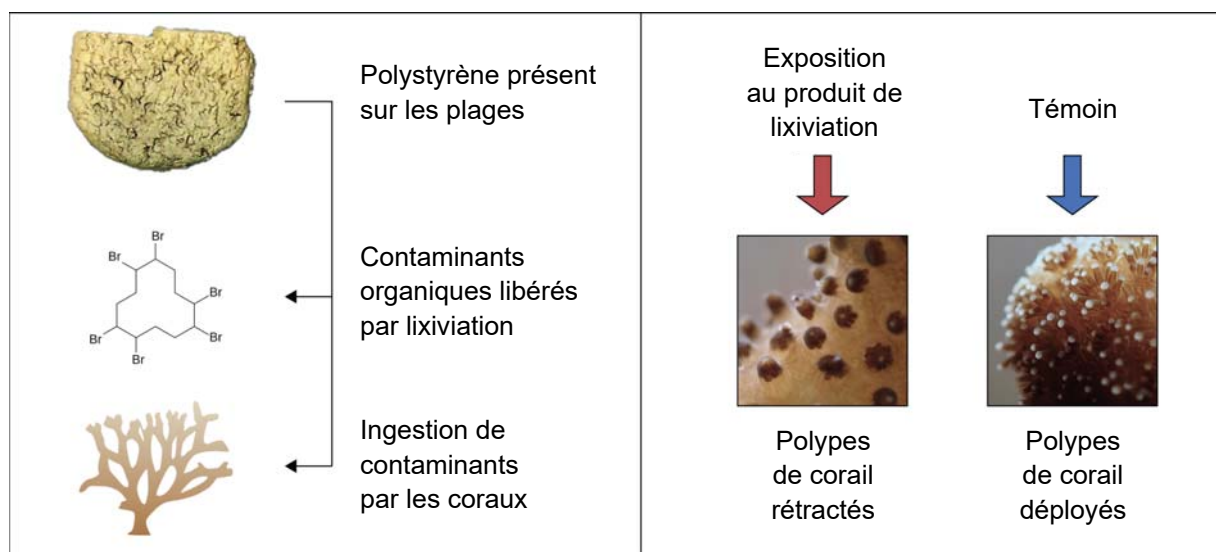 Polystyrène présent
sur les plages
Br
Br
Br
Br
Br
Br
Contaminants
organiques libérés
par lixiviation
Ingestion de
contaminants
par les coraux
Exposition
au produit de
lixiviation
Témoin
Polypes
de corail
rétractés
Polypes
de corail
déployés